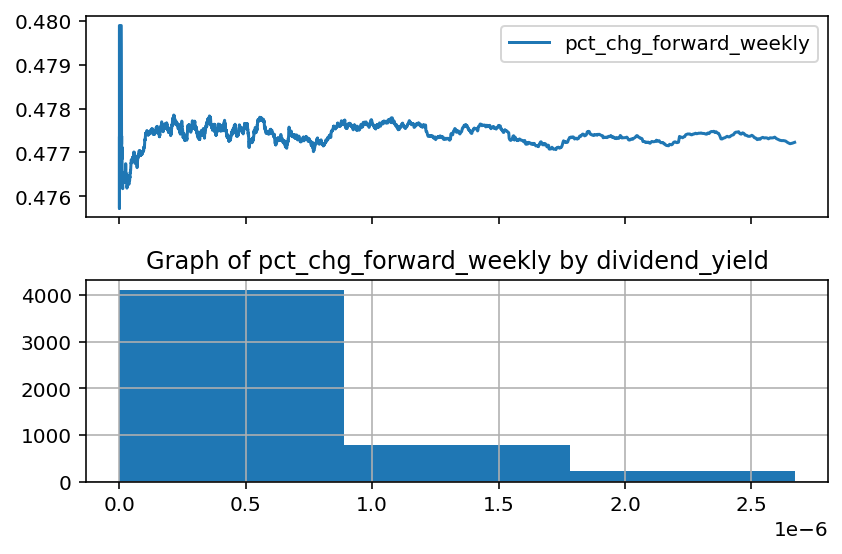 0.480
pct_chg_forward_weekly
0.479
0.478
0.477
0.476
Graph of pct_chg_forward_weekly by dividend_yield
4000
3000
2000
1000
0
0.0 0.5 1.0 1.5 2.0 2.5
1e−6